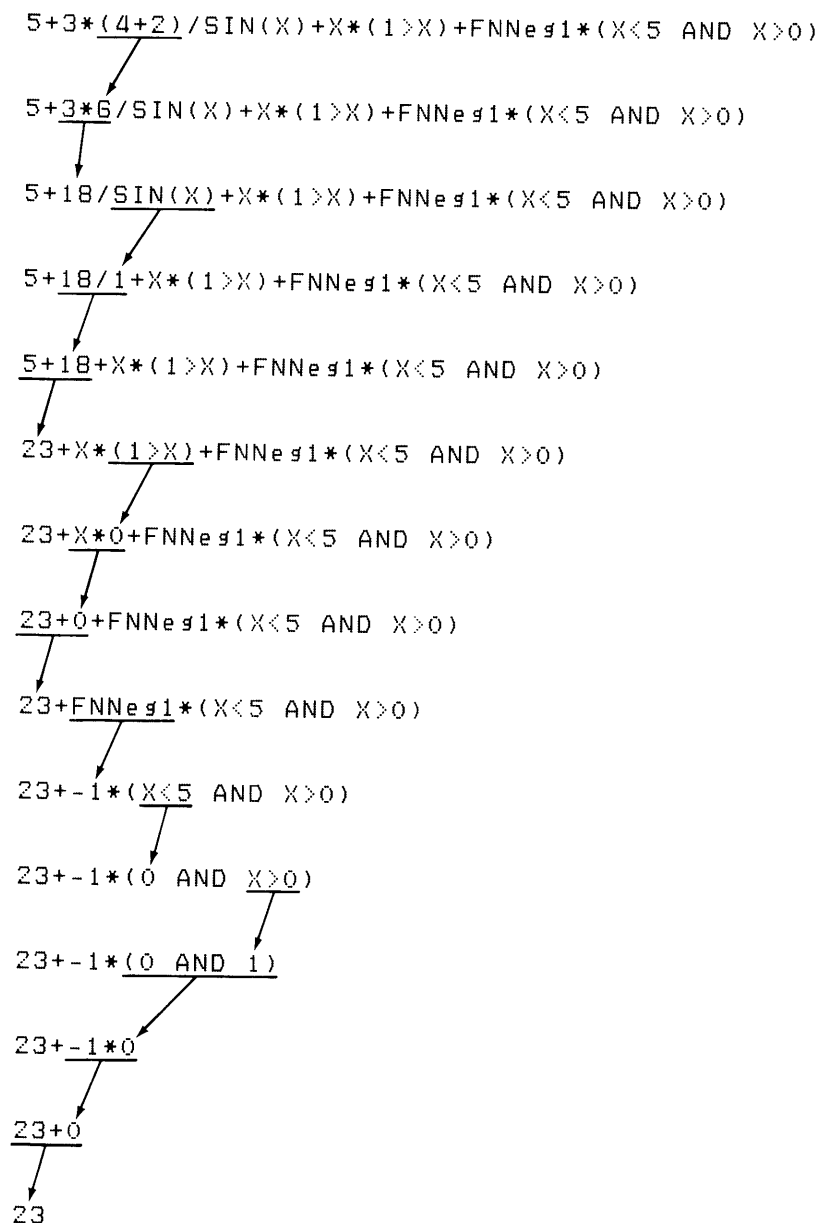 5+3*(4+2)/SIN(X)+X*(1>X)+FNNeg1*(X<5 AND X>0)
5+3*6/SIN(X)+X*(1>X)+FNNeg1*(X<5 AND X>0)
5+18/SIN(X)+X*(1>X)+FNNeg1*(X<5 AND X>0)
5+18/1+X*(1>X)+FNNeg1*(X<5 AND X>0)
5+18+X*(1>X)+FNNeg1*(X<5 AND X>0)
23+X*(1>X)+FNNeg1*(X<5 AND X>0)
23+X*0+FNNeg1*(X<5 AND X>0)
23+0+FNNeg1*(X<5 AND X>0)
23+FNNeg1*(X<5 AND X>0)
23+-1*(X<5 AND X>0)
23+-1*(0 AND X>0)
23+-1*(0 AND 1)
23+-1*0
23+0
23